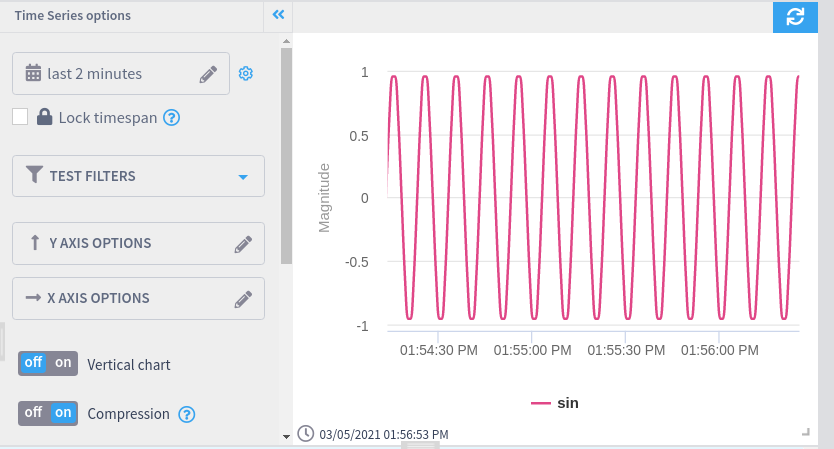 Time Series options
last 2 minutes
Lock timespan ?
TEST FILTERS
Y AXIS OPTIONS
X AXIS OPTIONS
off on Vertical chart
off on Compression ?
1
0.5
0
-0.5
-1
Magnitude
01:54:30 PM 01:55:00 PM 01:55:30 PM 01:56:00 PM
sin
03/05/2021 01:56:53 PM